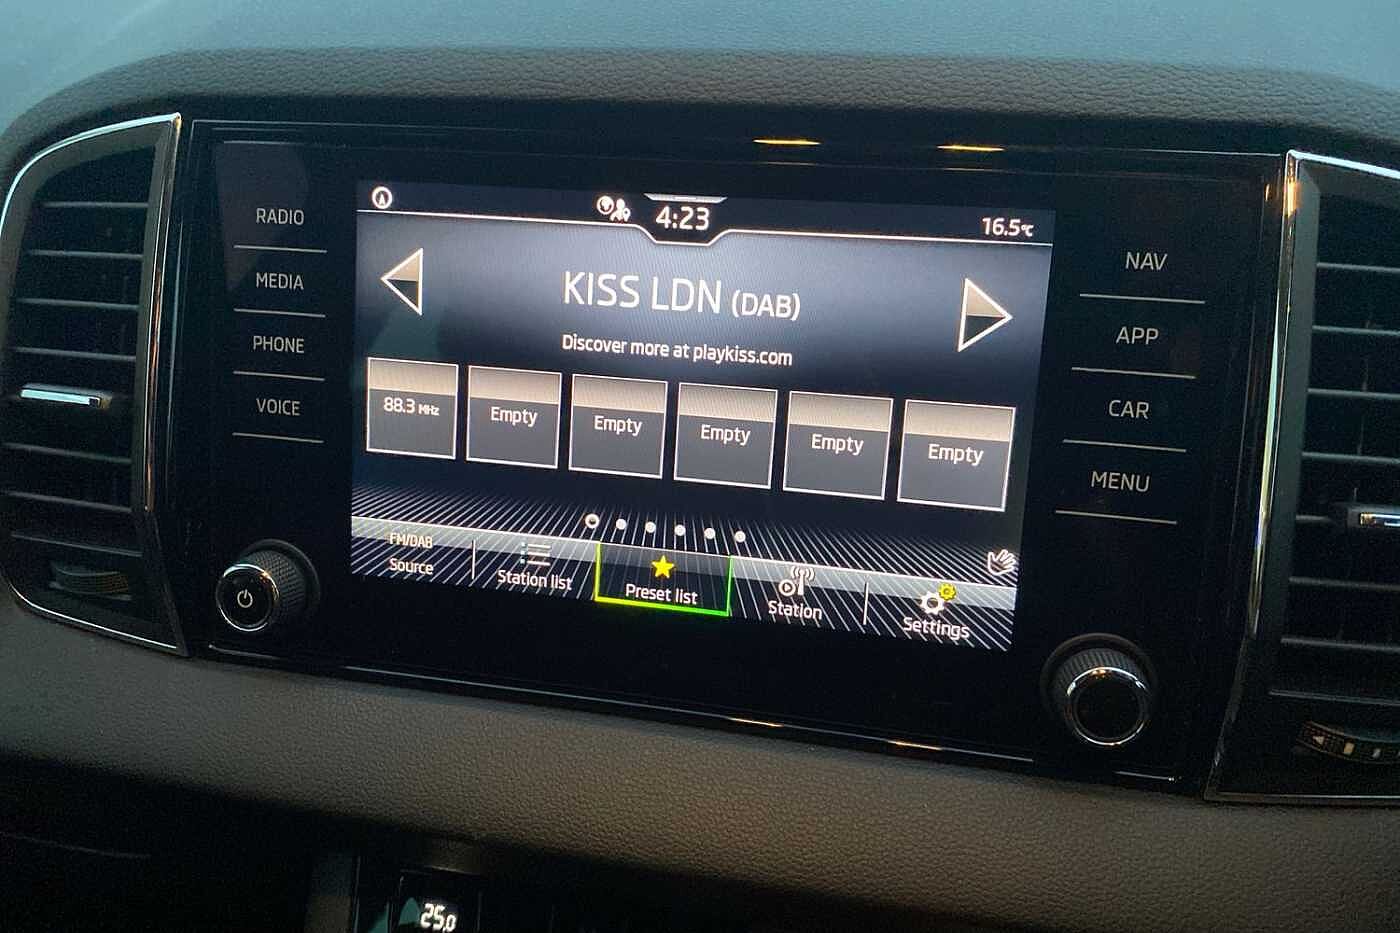 RADIO
MEDIA
PHONE
VOICE
4:23
16.5°C
KISS LDN (DAB)
Discover more at playkiss.com
88.3 MHz
Empty
Empty
Empty
Empty
Empty
FM/DAB
Source
Station list
Preset list
Station
Settings
NAV
APP
CAR
MENU
25.0